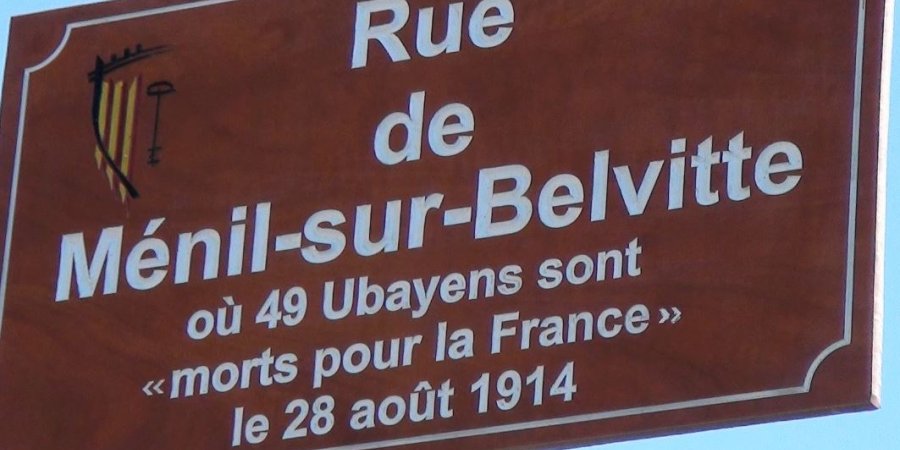 Rue
de
Ménil-sur-Belvitte
où 49 Ubayens sont
«morts pour la France»
le 28 août 1914